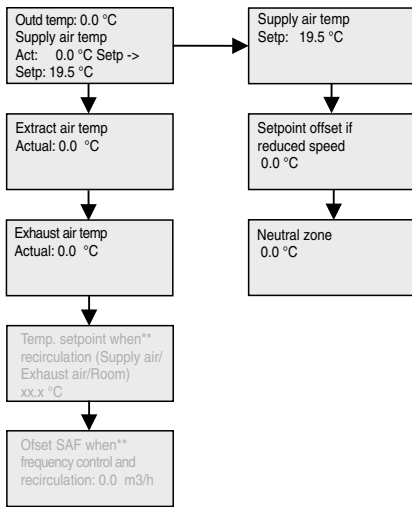 Outd temp: 0.0 °C
Supply air temp
Act: 0.0 °C Setp ->
Setp: 19.5 °C
Supply air temp
Setp: 19.5 °C
Extract air temp
Actual: 0.0 °C
Setpoint offset if
reduced speed
0.0 °C
Exhaust air temp
Actual: 0.0 °C
Neutral zone
0.0 °C
Temp. setpoint when**
recirculation (Supply air/
Exhaust air/Room)
xx.x °C
Ofset SAF when**
frequency control and
recirculation: 0.0 m3/h